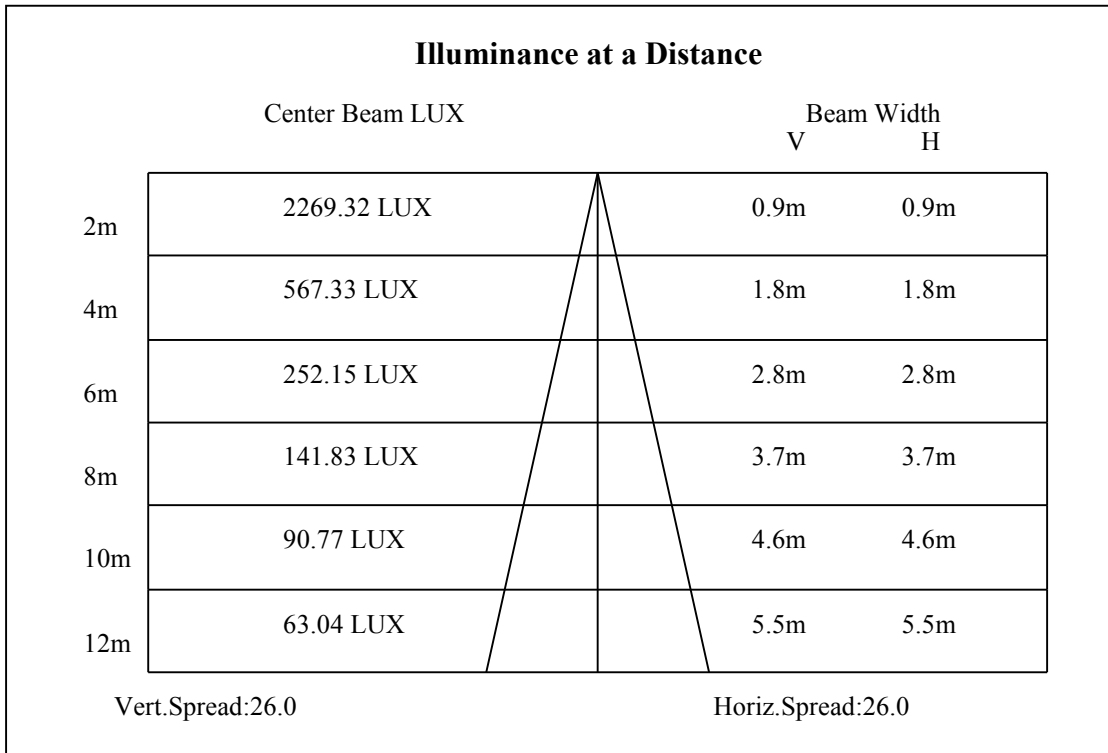 Illuminance at a Distance
Center Beam LUX Beam Width
V H
2m 2269.32 LUX 0.9m 0.9m
4m 567.33 LUX 1.8m 1.8m
6m 252.15 LUX 2.8m 2.8m
8m 141.83 LUX 3.7m 3.7m
10m 90.77 LUX 4.6m 4.6m
12m 63.04 LUX 5.5m 5.5m
Vert.Spread:26.0 Horiz.Spread:26.0